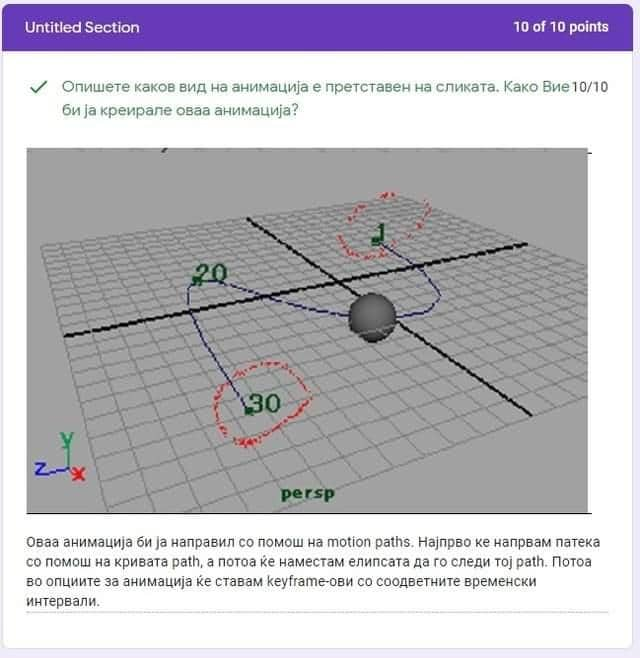 Untitled Section 10 of 10 points
Опишете каков вид на анимација е претставен на сликата. Како Вие 10/10
би ја креирале оваа анимација?
1
20
30
y
z x
persp
Оваа анимација би ја направил со помош на motion paths. Најпрво ке напрвам патека
со помош на кривата path, а потоа ќе наместам елипсата да го следи тој path. Потоа
во опциите за анимација ќе ставам keyframe-ови со соодветните временски
интервали.